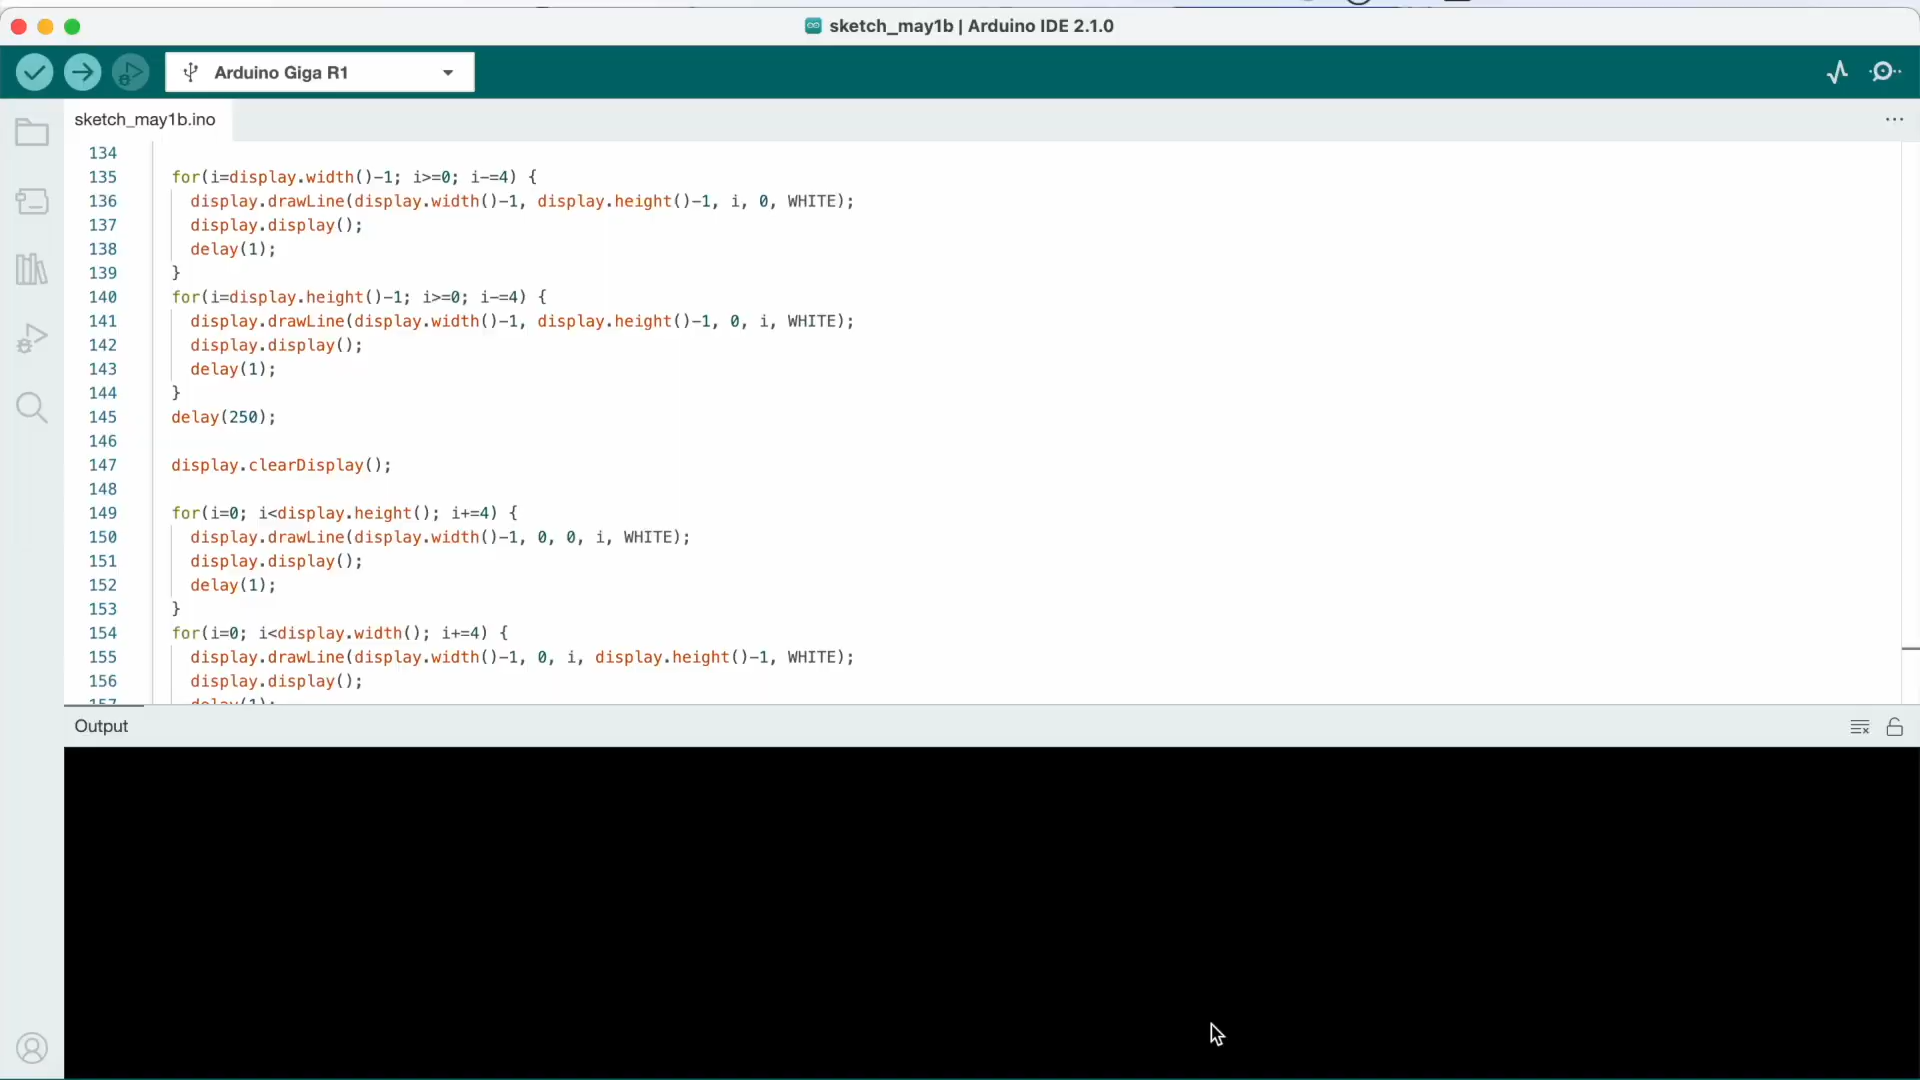 sketch_may1b | Arduino IDE 2.1.0
Arduino Giga R1
sketch_may1b.ino
134
135 for(i=display.width()-1; i>=0; i-=4) {
136 display.drawLine(display.width()-1, display.height()-1, i, 0, WHITE);
137 display.display();
138 delay(1);
139 }
140 for(i=display.height()-1; i>=0; i-=4) {
141 display.drawLine(display.width()-1, display.height()-1, 0, i, WHITE);
142 display.display();
143 delay(1);
144 }
145 delay(250);
146
147 display.clearDisplay();
148
149 for(i=0; i<display.height(); i+=4) {
150 display.drawLine(display.width()-1, 0, 0, i, WHITE);
151 display.display();
152 delay(1);
153 }
154 for(i=0; i<display.width(); i+=4) {
155 display.drawLine(display.width()-1, 0, i, display.height()-1, WHITE);
156 display.display();
157 delay(1);
Output